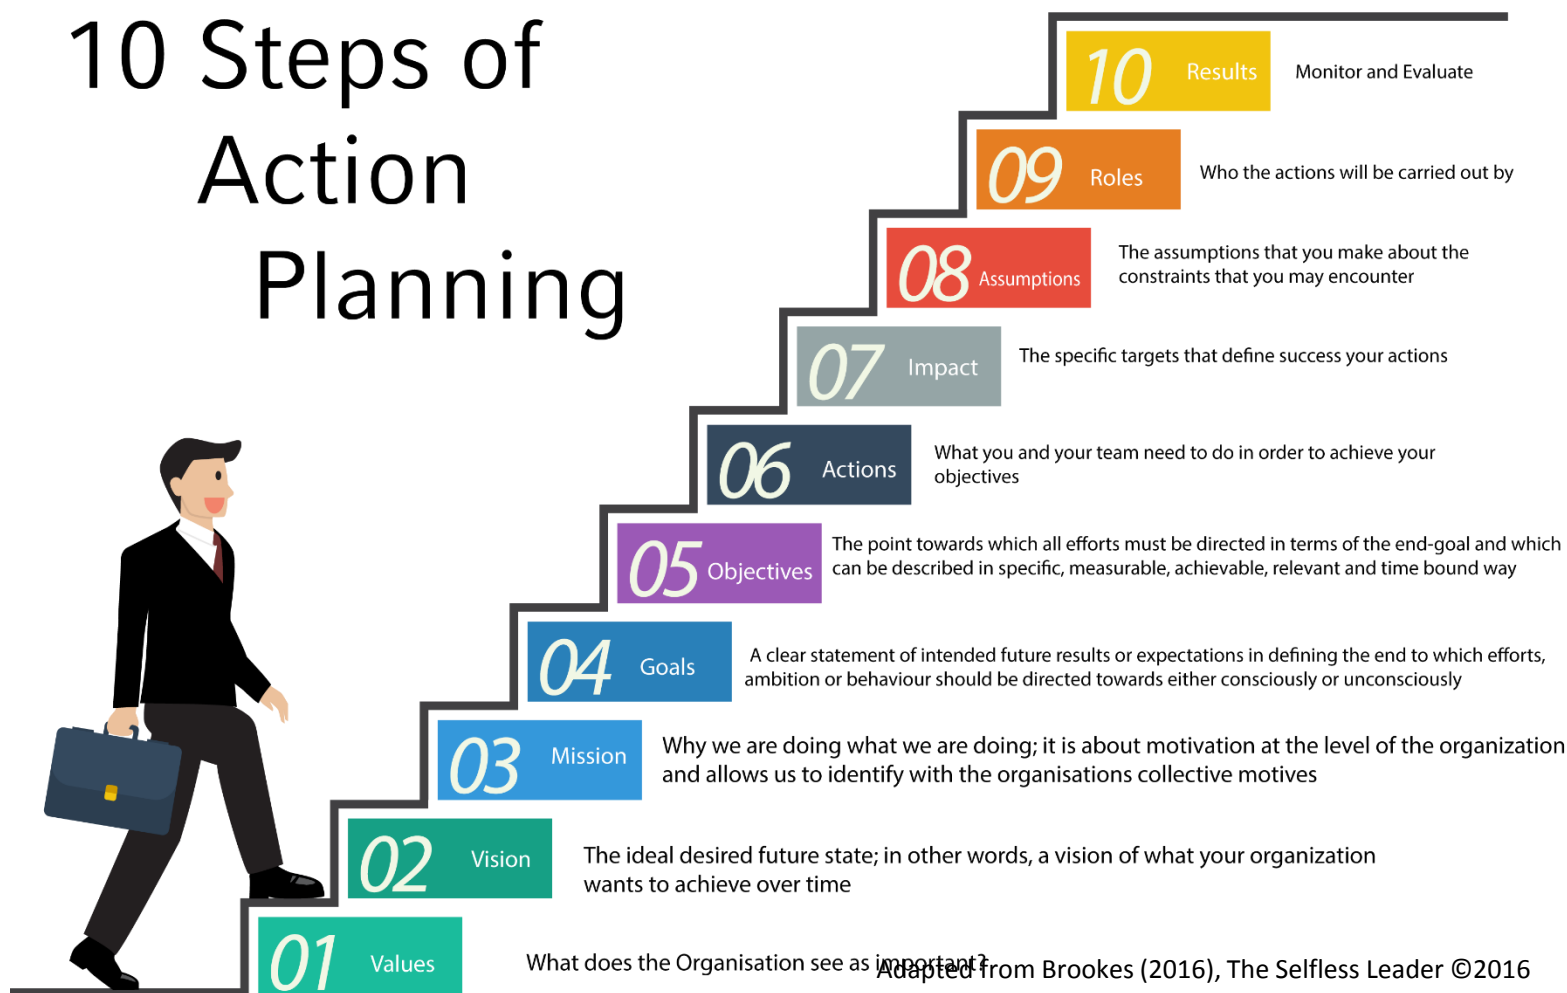 10 Steps of
Action
Planning
10 Results Monitor and Evaluate
09 Roles Who the actions will be carried out by
08 Assumptions The assumptions that you make about the
constraints that you may encounter
07 Impact The specific targets that define success your actions
06 Actions What you and your team need to do in order to achieve your
objectives
05 Objectives The point towards which all efforts must be directed in terms of the end-goal and which
can be described in specific, measurable, achievable, relevant and time bound way
04 Goals A clear statement of intended future results or expectations in defining the end to which efforts,
ambition or behaviour should be directed towards either consciously or unconsciously
03 Mission Why we are doing what we are doing; it is about motivation at the level of the organization
and allows us to identify with the organisations collective motives
02 Vision The ideal desired future state; in other words, a vision of what your organization
wants to achieve over time
01 Values What does the Organisation see as important?
Adapted from Brookes (2016), The Selfless Leader ©2016